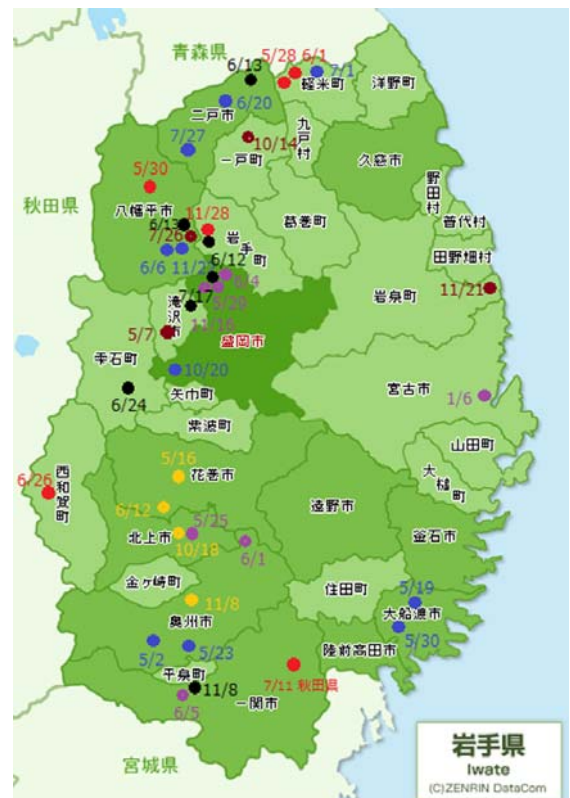 青森県
6/13
5/28
6/1
7/1
軽米町
洋野町
6/20
二戸市
7/27
10/14
一戸町
九戸村
久慈市
5/30
秋田県
八幡平市
6/13
7/26
11/28
岩手町
葛巻町
野田村
普代村
田野畑村
6/6
6/12
6/4
5/29
7/17
滝沢市
岩泉町
11/21
5/7
盛岡市
雫石町
10/20
矢巾町
6/24
宮古市
1/6
紫波町
山田町
大槌町
6/26
西和賀町
5/16
花巻市
6/12
遠野市
釜石市
5/25
北上市
10/18
6/1
金ヶ崎町
住田町
5/19
11/8
大船渡市
奥州市
5/30
5/2
5/23
陸前高田市
平泉町
7/11 秋田県
11/8
6/5
一関市
宮城県
岩手県
Iwate
(C)ZENRIN DataCom